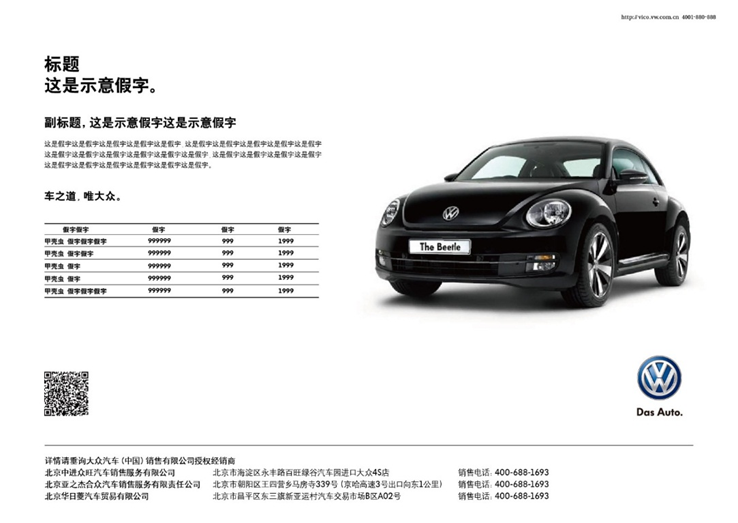 http://vico.vw.com.cn 4001-880-888
标题
这是示意假字。
副标题，这是示意假字这是示意假字
这是假字这是假字这是假字这是假字这是假字，这是假字这是假字这是假字这是假字这是假字
这是假字这是假字这是假字这是假字这是假字这是假字，这是假字这是假字这是假字这是假字
这是假字这是假字这是假字这是假字这是假字这是假字。
车之道，唯大众。
假字假字 假字 假字 假字
甲壳虫 假字假字假字 999999 999 1999
甲壳虫 假字假字 999999 999 1999
甲壳虫 假字 999999 999 1999
甲壳虫 假字 999999 999 1999
甲壳虫 假字假字假字 999999 999 1999
The Beetle
Das Auto.
详情请垂询大众汽车（中国）销售有限公司授权经销商
北京中进众旺汽车销售服务有限公司 北京市海淀区永丰路百旺绿谷汽车园进口大众4S店 销售电话：400-688-1693
北京亚之杰合众汽车销售服务有限责任公司 北京市朝阳区王四营乡马房寺339号（京哈高速3号出口向东1公里） 销售电话：400-688-1693
北京华日菱汽车贸易有限公司 北京市昌平区东三旗新亚运村汽车交易市场B区A02号 销售电话：400-688-1693